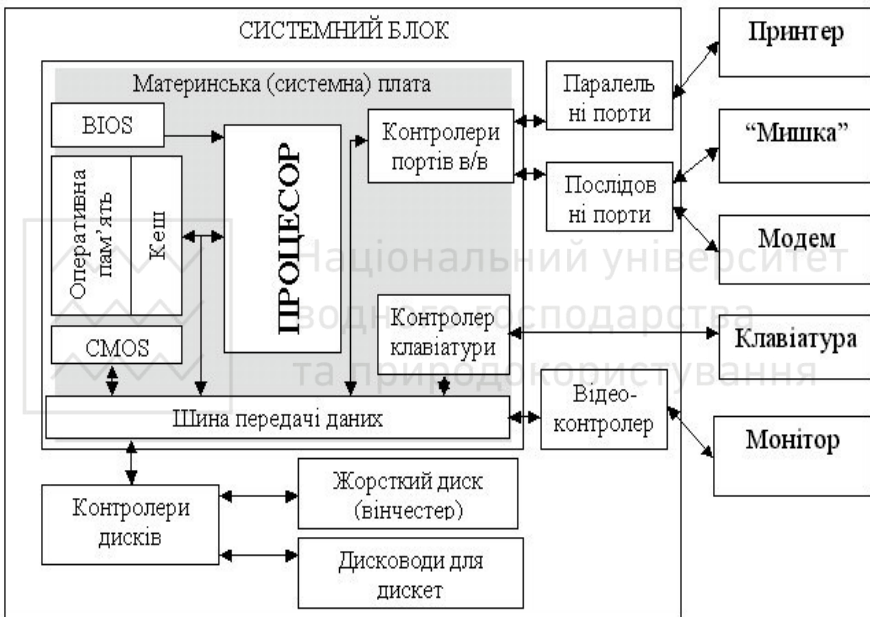 СИСТЕМНИЙ БЛОК
Материнська (системна) плата
BIOS
Оперативна
пам’ять
Кеш
CMOS
ПРОЦЕСОР
Контролери
портів в/в
Контролер
клавіатури
Шина передачі даних
Паралель
ні порти
Послідов
ні порти
Відео-
контролер
Контролери
дисків
Жорсткий диск
(вінчестер)
Дисководи для
дискет
Принтер
“Мишка”
Модем
Клавіатура
Монітор
Національний університет
водного господарства
та природокористування